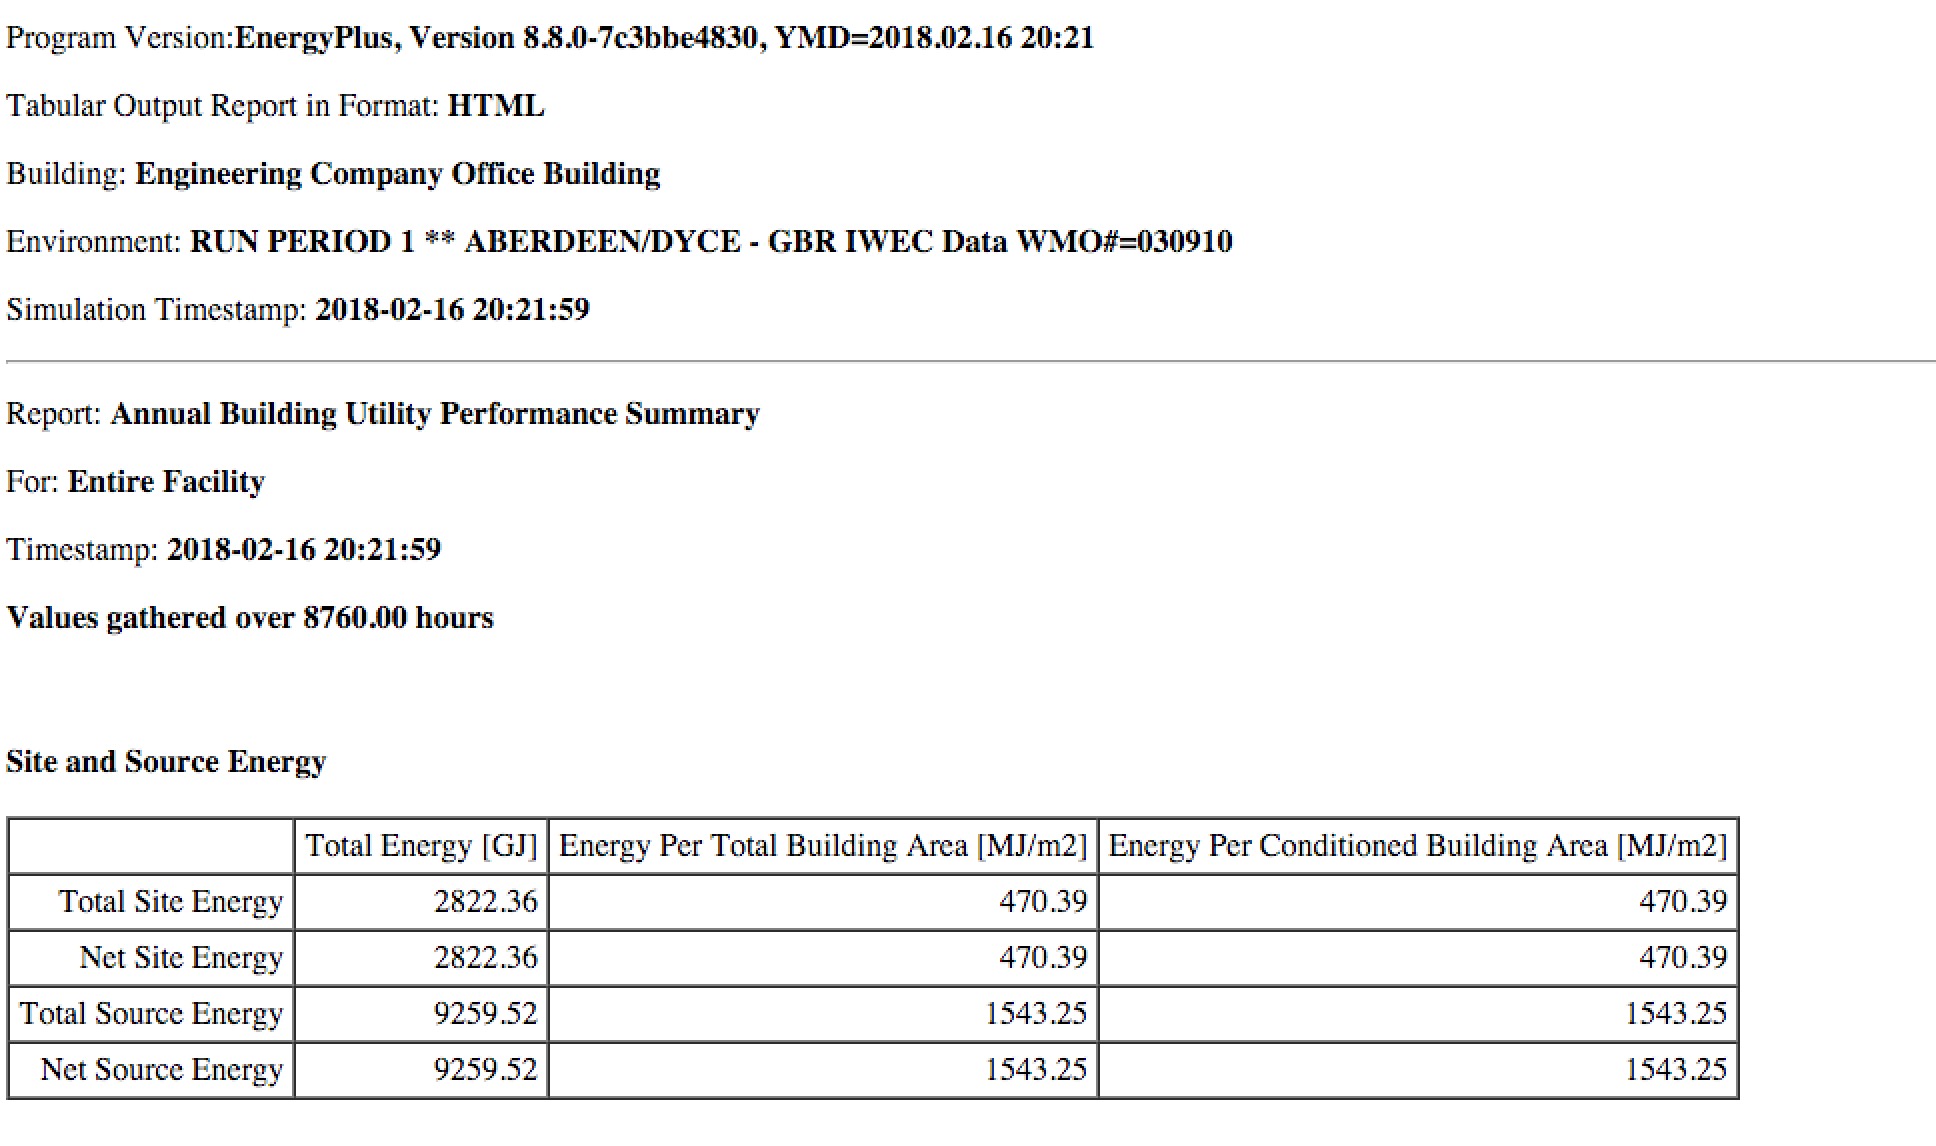 Program Version:EnergyPlus, Version 8.8.0-7c3bbe4830, YMD=2018.02.16 20:21
Tabular Output Report in Format: HTML
Building: Engineering Company Office Building
Environment: RUN PERIOD 1 ** ABERDEEN/DYCE - GBR IWEC Data WMO#=030910
Simulation Timestamp: 2018-02-16 20:21:59
Report: Annual Building Utility Performance Summary
For: Entire Facility
Timestamp: 2018-02-16 20:21:59
Values gathered over 8760.00 hours
Site and Source Energy
Total Energy [GJ] Energy Per Total Building Area [MJ/m2] Energy Per Conditioned Building Area [MJ/m2]
Total Site Energy 2822.36 470.39 470.39
Net Site Energy 2822.36 470.39 470.39
Total Source Energy 9259.52 1543.25 1543.25
Net Source Energy 9259.52 1543.25 1543.25